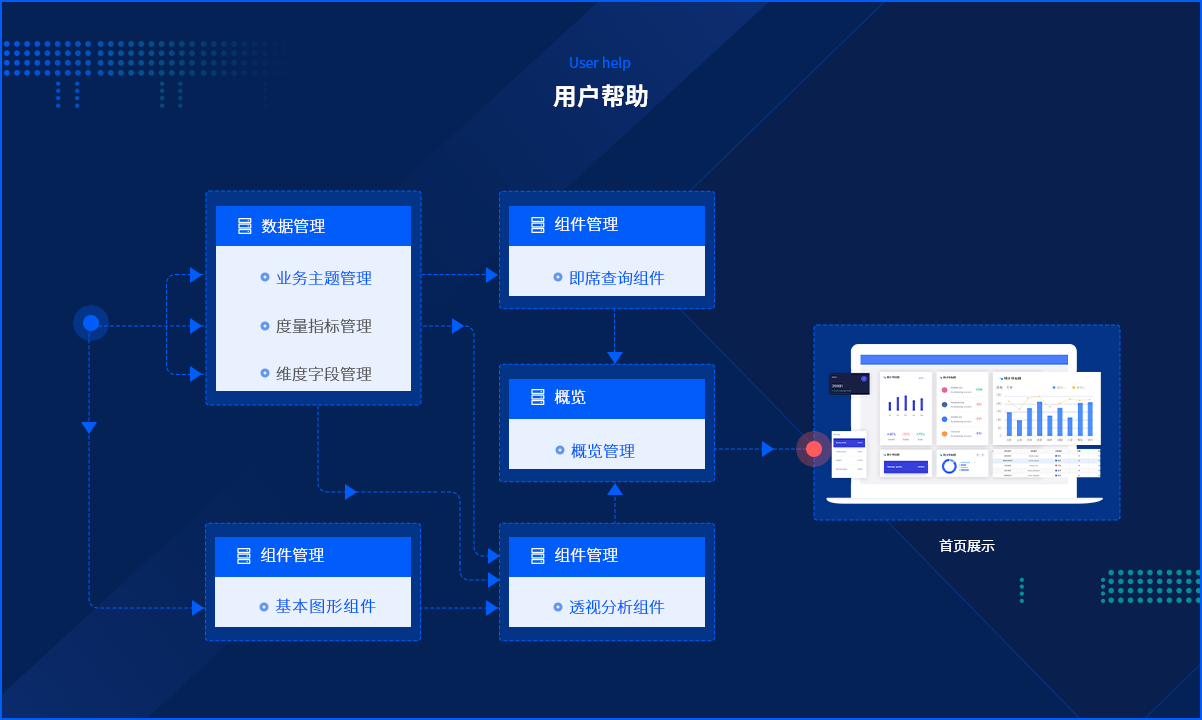 User help
用户帮助
数据管理
业务主题管理
度量指标管理
维度字段管理
组件管理
即席查询组件
概览
概览管理
组件管理
基本图形组件
组件管理
透视分析组件
首页展示